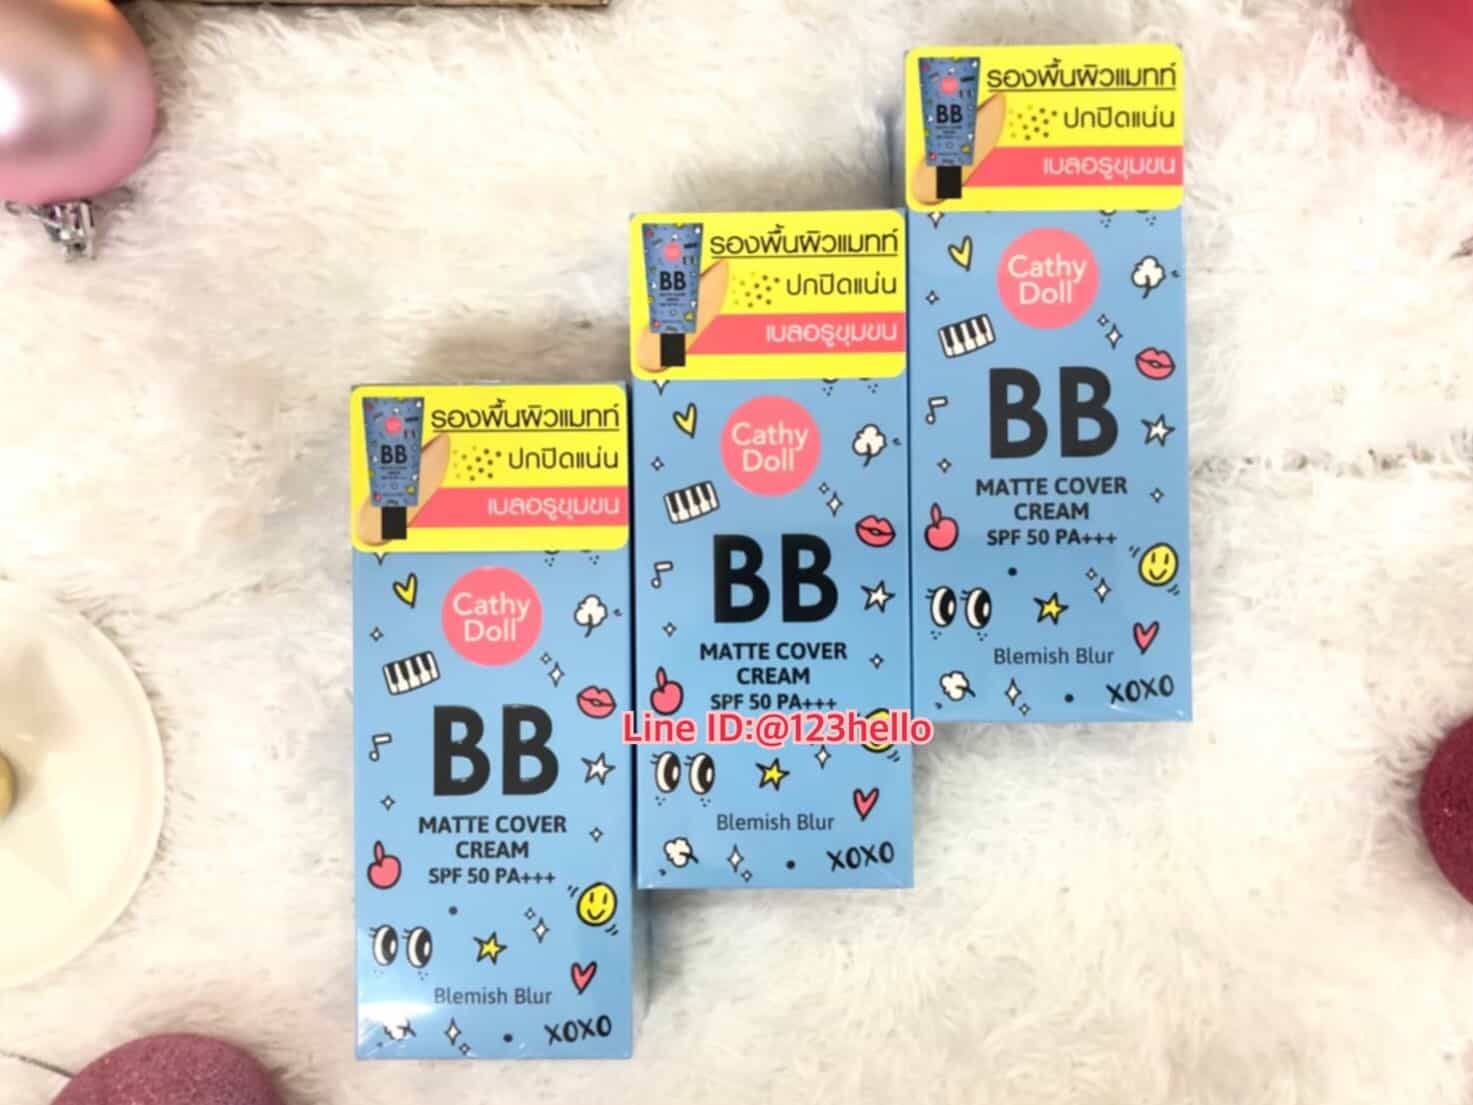 รองพื้นผิวแมทท์
ปกปิดแน่น
เบลอรูขุมขน
BB
Cathy
Doll
BB
MATTE COVER
CREAM
SPF 50 PA+++
Blemish Blur
XOXO
รองพื้นผิวแมทท์
ปกปิดแน่น
เบลอรูขุมขน
BB
Cathy
Doll
BB
MATTE COVER
CREAM
SPF 50 PA+++
Line ID:@123hello
Blemish Blur
XOXO
รองพื้นผิวแมทท์
ปกปิดแน่น
เบลอรูขุมขน
BB
Cathy
Doll
BB
MATTE COVER
CREAM
SPF 50 PA+++
Blemish Blur
XOXO